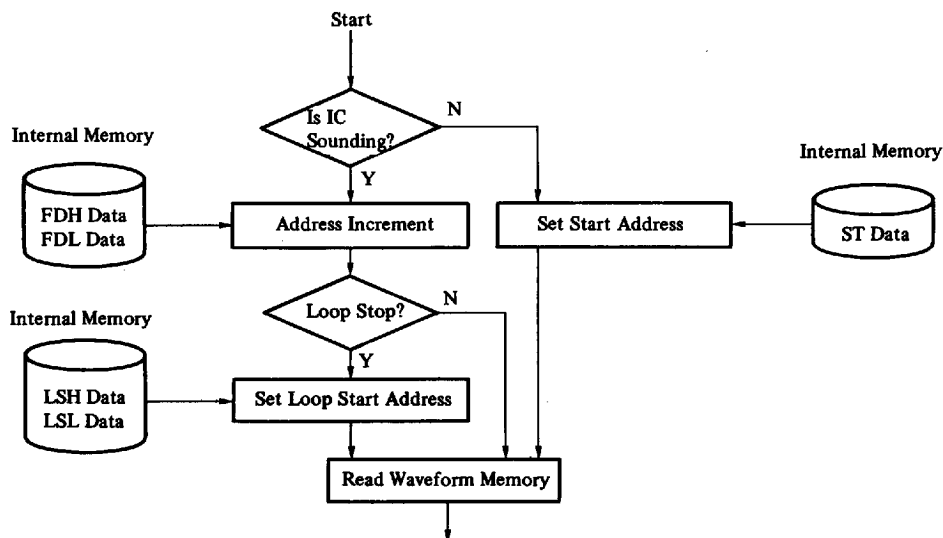 Start
Is IC
Sounding?
N
Y
Internal Memory
FDH Data
FDL Data
Address Increment
Set Start Address
Internal Memory
ST Data
Loop Stop?
N
Y
Internal Memory
LSH Data
LSL Data
Set Loop Start Address
Read Waveform Memory